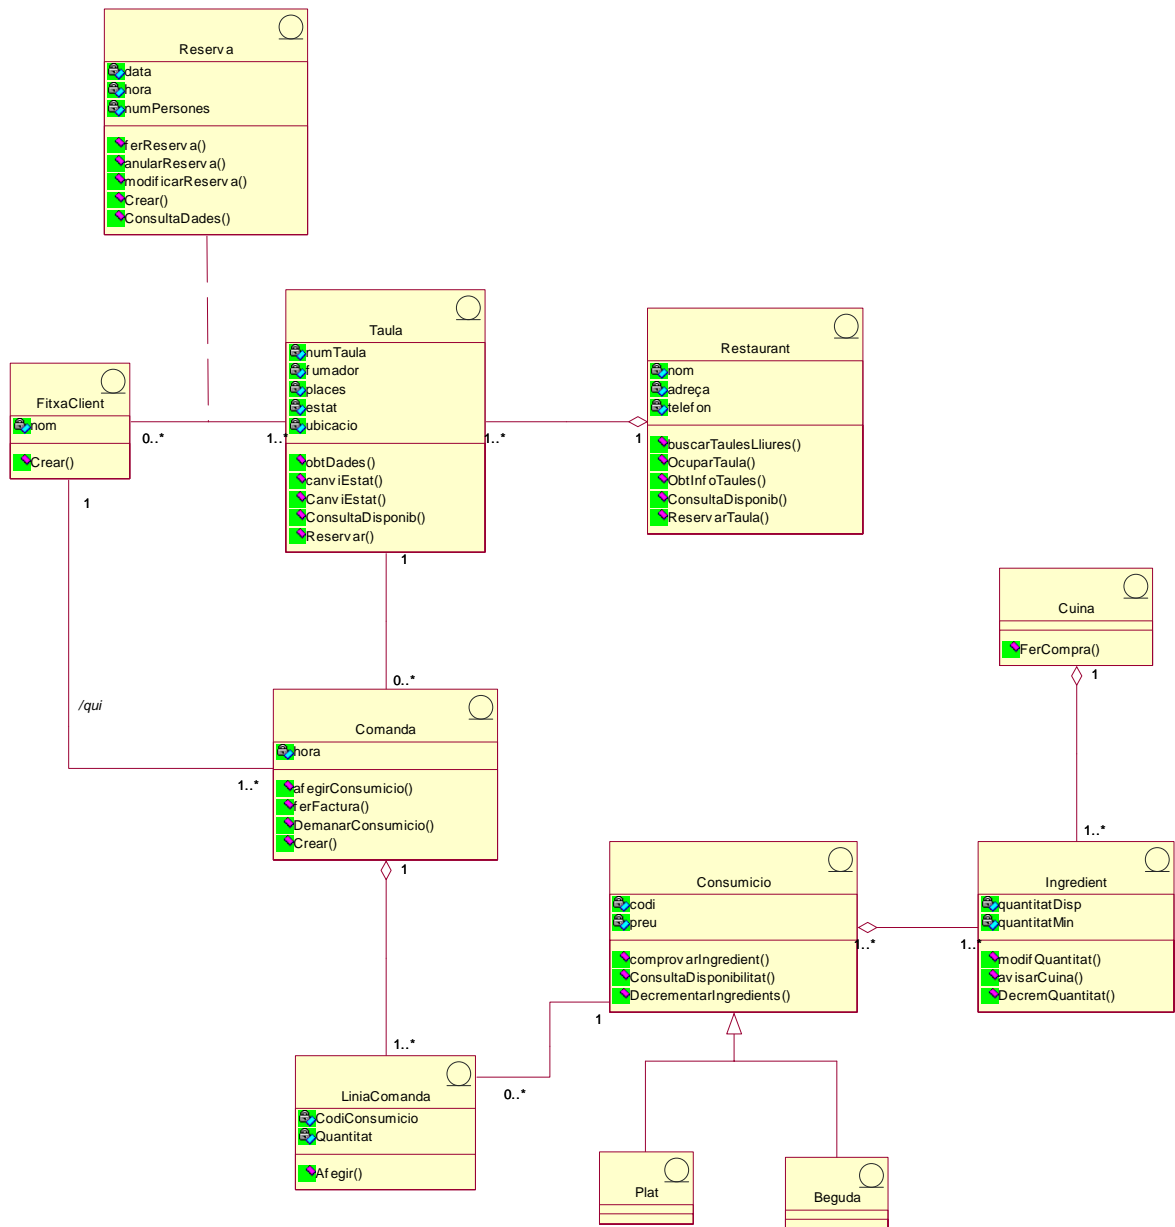 Reserva
data
hora
numPersones
ferReserva()
anularReserva()
modificarReserva()
Crear()
ConsultaDades()
Taula
numTaula
fumador
places
estat
ubicacio
obtDades()
canviEstat()
CanviEstat()
ConsultaDisponib()
Reservar()
Restaurant
nom
adreça
telefon
buscarTaulesLliures()
OcuparTaula()
ObtInfoTaules()
ConsultaDisponib()
ReservarTaula()
FitxaClient
nom
Crear()
0..*
1..*
1..*
1
1
1
Cuina
FerCompra()
1
/qui
0..*
Comanda
hora
afegirConsumicio()
ferFactura()
DemanarConsumicio()
Crear()
1..*
1
1..*
Consumicio
codi
preu
comprovarIngredient()
ConsultaDisponibilitat()
DecrementarIngredients()
1..*
1..*
Ingredient
quantitatDisp
quantitatMin
modifQuantitat()
avisarCuina()
DecremQuantitat()
1
1..*
0..*
LiniaComanda
CodiConsumicio
Quantitat
Afegir()
Plat
Beguda